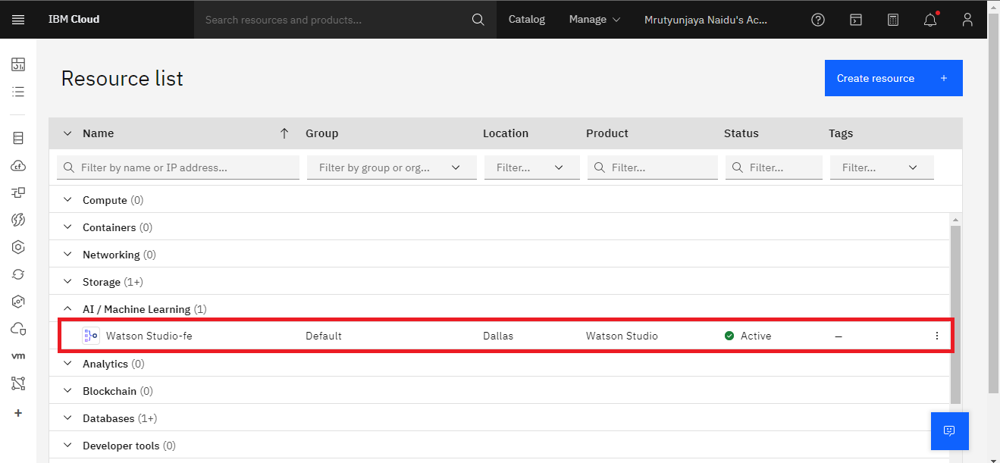 IBM Cloud Search resources and products... Catalog Manage Mrutyunjaya Naidu's Ac...
Resource list
Create resource +
Name Group Location Product Status Tags
Filter by name or IP address... Filter by group or org... Filter... Filter... Filter... Filter...
Compute (0)
Containers (0)
Networking (0)
Storage (1+)
AI / Machine Learning (1)
Watson Studio-fe Default Dallas Watson Studio Active —
Analytics (0)
vm
Blockchain (0)
Databases (1+)
Developer tools (0)